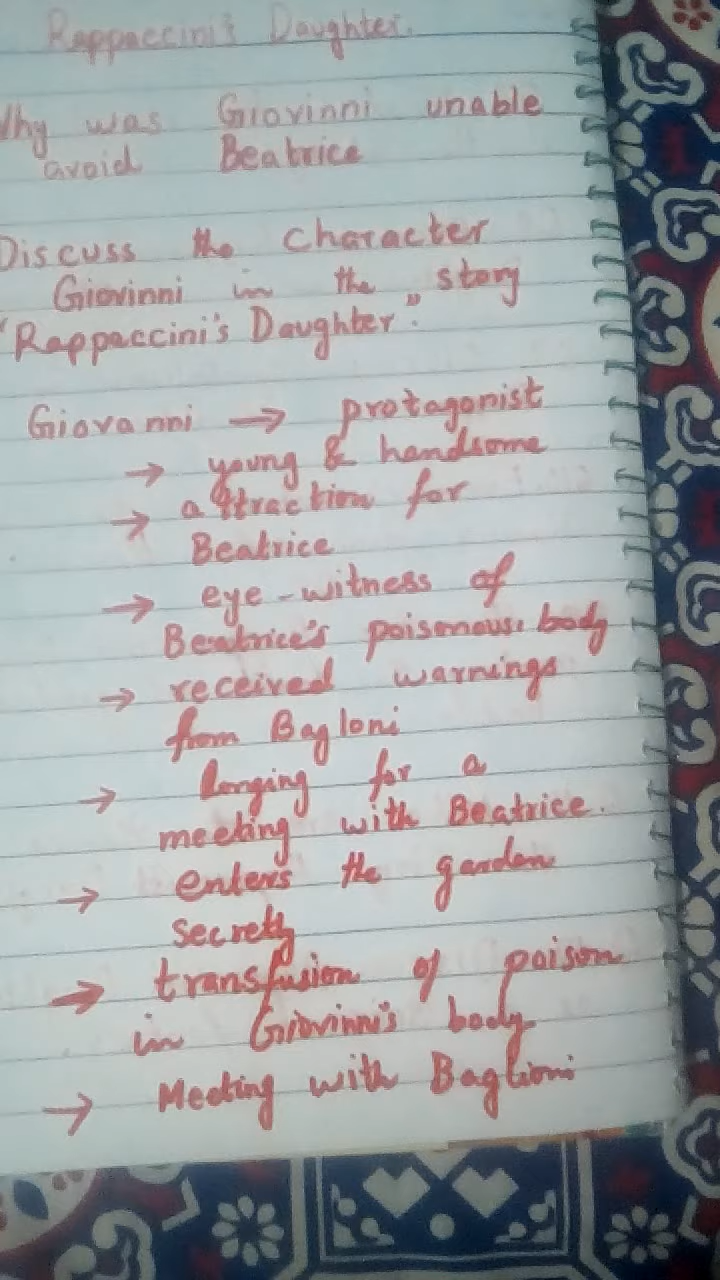 Rappaccini's Daughter.
Why was Giovinni unable
avoid Beatrice
Discuss the character
Giovinni in the story
"Rappaccini's Daughter".
Giovanni → protagonist
→ young & handsome
→ attraction for
Beatrice
→ eye-witness of
Beatrice's poisonous body
→ received warnings
from Bagloni
→ longing for a
meeting with Beatrice.
→ enters the garden
secretly
→ transfusion of poison
in Giovinni's body
→ Meeting with Baglioni